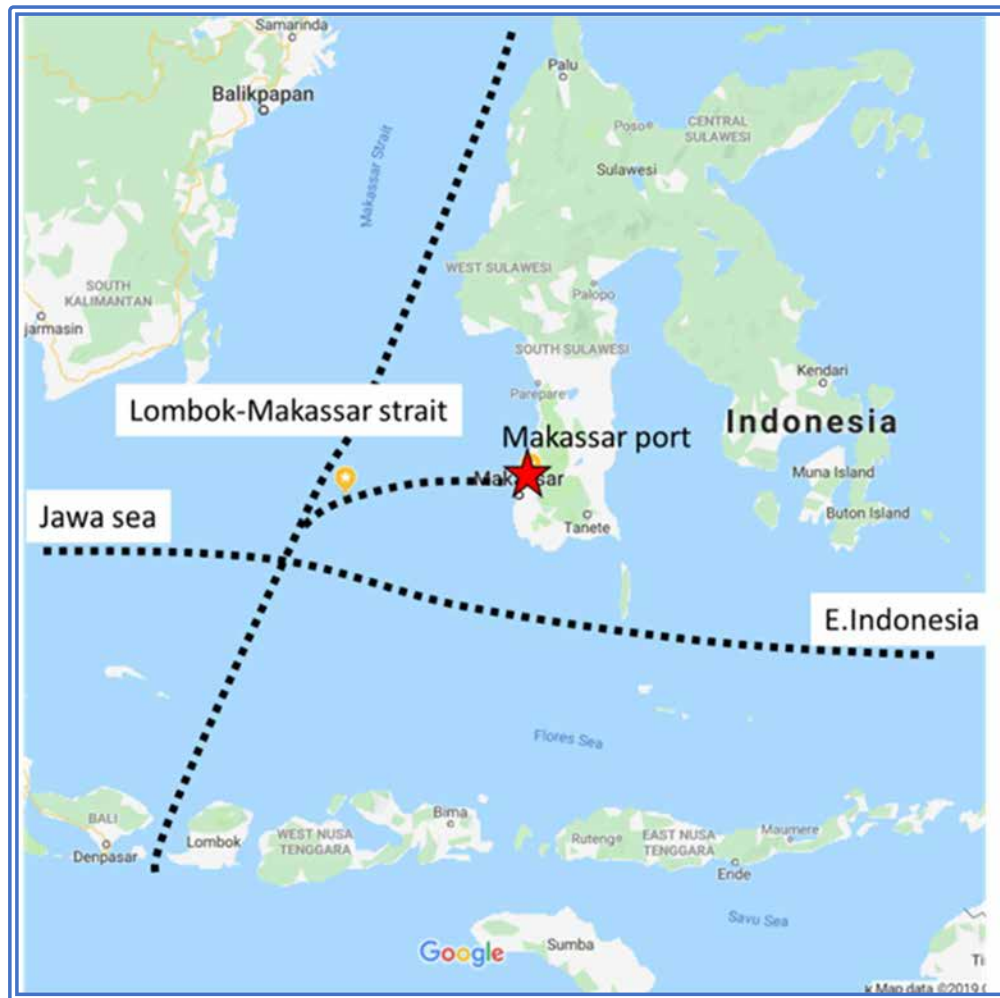 Samarinda
Palu
Balikpapan
Makassar Strait
Poso
CENTRAL
SULAWESI
Sulawesi
WEST SULAWESI
SOUTH
KALIMANTAN
Palopo
jarmasin
SOUTH SULAWESI
Kendari
Parepare
Lombok-Makassar strait
Indonesia
Makassar port
Muna Island
Jawa sea
Buton Island
Tanete
E.Indonesia
Flores Sea
BALI
Denpasar
Lombok
WEST NUSA
TENGGARA
Bima
Ruteng
EAST NUSA
TENGGARA
Maumere
Ende
Savu Sea
Google
Sumba
Ti
Map data ©2019